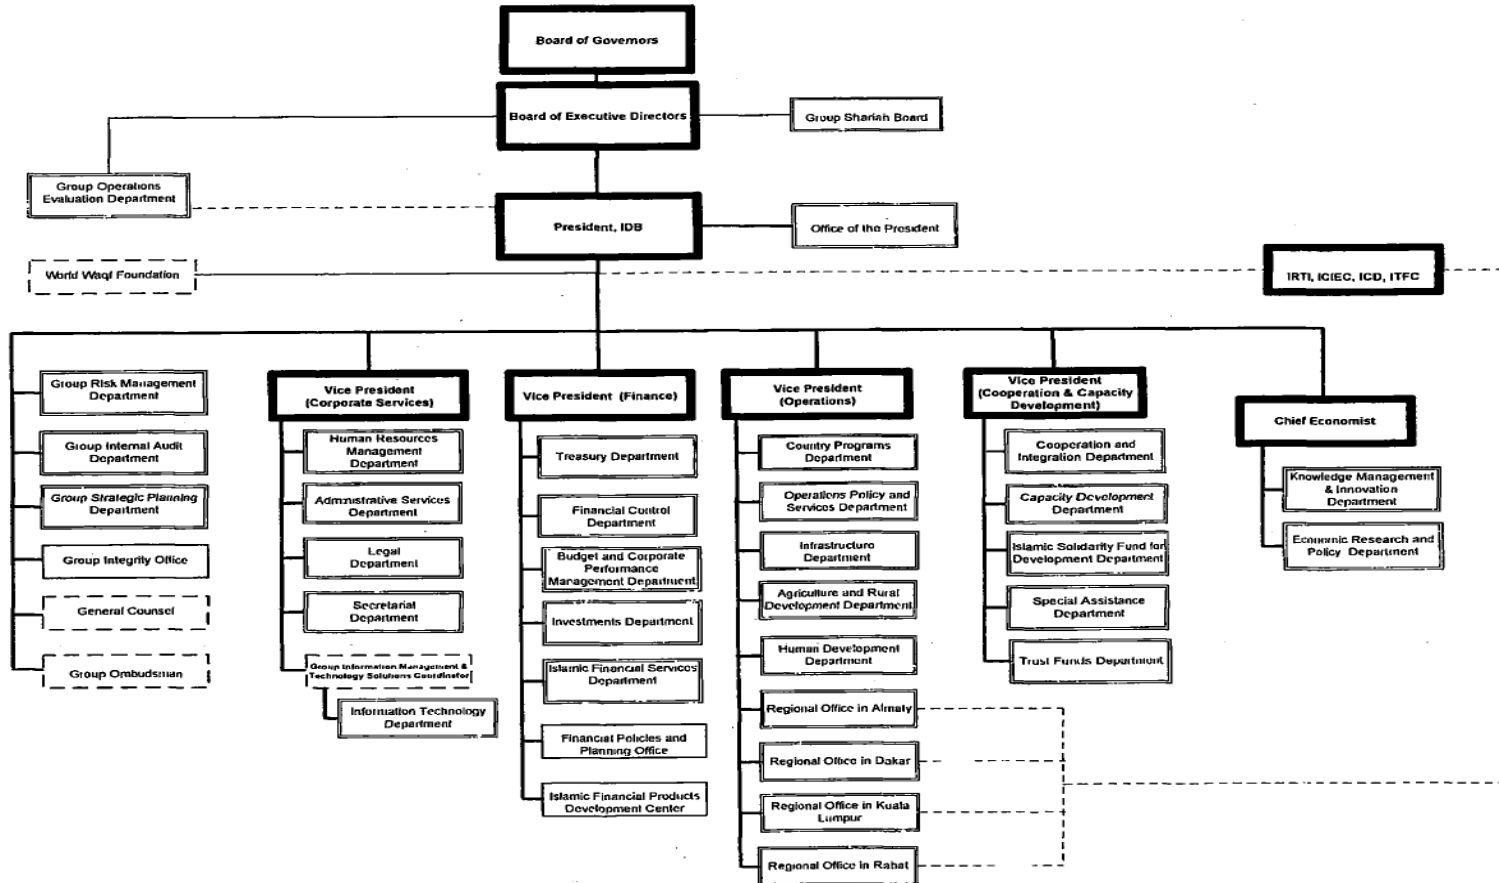 Board of Governors
Board of Executive Directors
Group Shariah Board
Group Operations
Evaluation Department
President, IDB
Office of the President
World Waqf Foundation
IRTI, ICIEC, ICD, ITFC
Group Risk Management
Department
Group Internal Audit
Department
Group Strategic Planning
Department
Group Integrity Office
General Counsel
Group Ombudsman
Vice President
(Corporate Services)
Human Resources
Management
Department
Administrative Services
Department
Legal
Department
Secretarial
Department
Group Information Management &
Technology Solutions Coordinator
Information Technology
Department
Vice President (Finance)
Treasury Department
Financial Control
Department
Budget and Corporate
Performance
Management Department
Investments Department
Islamic Financial Services
Department
Financial Policies and
Planning Office
Islamic Financial Products
Development Center
Vice President
(Operations)
Country Programs
Department
Operations Policy and
Services Department
Infrastructure
Department
Agriculture and Rural
Development Department
Human Development
Department
Regional Office in Almaty
Regional Office in Dakar
Regional Office in Kuala
Lumpur
Regional Office in Rabat
Vice President
(Cooperation & Capacity
Development)
Cooperation and
Integration Department
Capacity Development
Department
Islamic Solidarity Fund for
Development Department
Special Assistance
Department
Trust Funds Department
Chief Economist
Knowledge Management
& Innovation
Department
Economic Research and
Policy Department